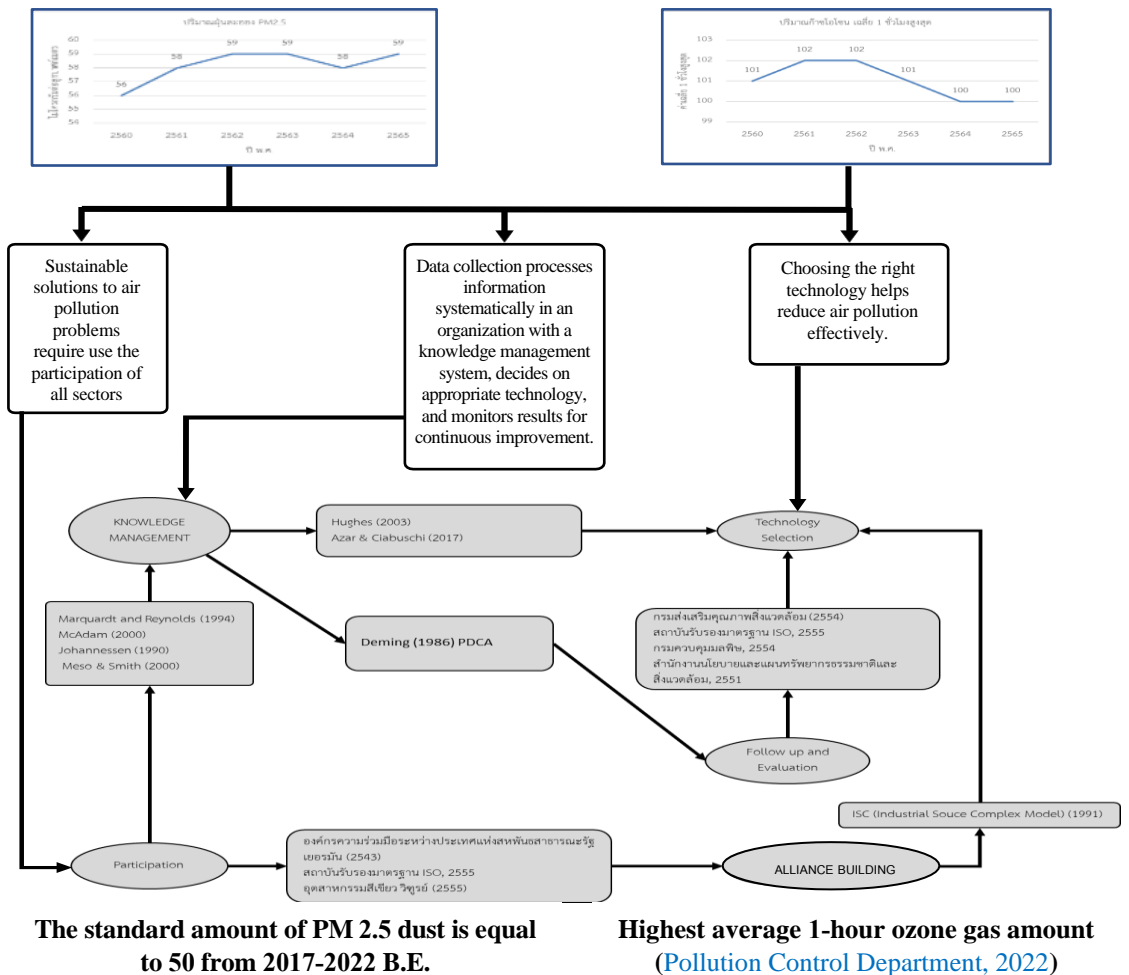 ปริมาณฝุ่นละออง PM2.5
60
59
58
57
56
55
54
56
58
59
59
58
59
2560
2561
2562
2563
2564
2565
ปี พ.ศ.
ปริมาณก๊าซโอโซน เฉลี่ย 1 ชั่วโมงสูงสุด
ค่าเฉลี่ย 1 ชั่วโมงสูงสุด
103
102
101
100
99
101
102
102
101
100
100
2560
2561
2562
2563
2564
2565
ปี พ.ศ.
Sustainable
solutions to air
pollution
problems
require use the
participation of
all sectors
Data collection processes
information
systematically in an
organization with a
knowledge management
system, decides on
appropriate technology,
and monitors results for
continuous improvement.
Choosing the right
technology helps
reduce air pollution
effectively.
KNOWLEDGE
MANAGEMENT
Hughes (2003)
Azar & Ciabuschi (2017)
Technology
Selection
Marquardt and Reynolds (1994)
McAdam (2000)
Johannessen (1990)
Meso & Smith (2000)
Deming (1986) PDCA
กรมส่งเสริมคุณภาพสิ่งแวดล้อม (2554)
สถาบันรับรองมาตรฐาน ISO, 2555
กรมควบคุมมลพิษ, 2554
สำนักงานนโยบายและแผนทรัพยากรธรรมชาติและ
สิ่งแวดล้อม, 2551
Follow up and
Evaluation
ISC (Industrial Souce Complex Model) (1991)
Participation
องค์กรความร่วมมือระหว่างประเทศแห่งสหพันธสาธารณะรัฐ
เยอรมัน (2543)
สถาบันรับรองมาตรฐาน ISO, 2555
อุตสาหกรรมสีเขียว วิฑูรย์ (2555)
ALLIANCE BUILDING
The standard amount of PM 2.5 dust is equal
to 50 from 2017-2022 B.E.
Highest average 1-hour ozone gas amount
(Pollution Control Department, 2022)